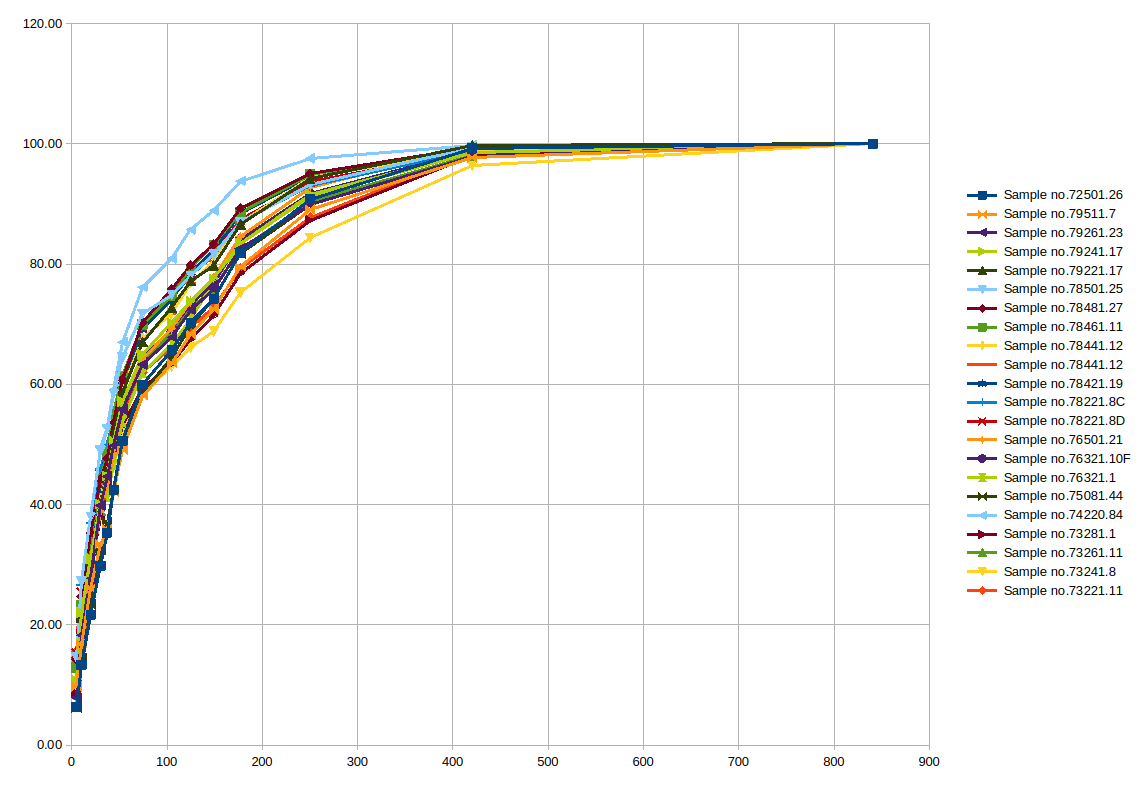 120.00
100.00
80.00
60.00
40.00
20.00
0.00
0 100 200 300 400 500 600 700 800 900
Sample no.72501.26
Sample no.79511.7
Sample no.79261.23
Sample no.79241.17
Sample no.79221.17
Sample no.78501.25
Sample no.78481.27
Sample no.78461.11
Sample no.78441.12
Sample no.78441.12
Sample no.78421.19
Sample no.78221.8C
Sample no.78221.8D
Sample no.76501.21
Sample no.76321.10F
Sample no.76321.1
Sample no.75081.44
Sample no.74220.84
Sample no.73281.1
Sample no.73261.11
Sample no.73241.8
Sample no.73221.11